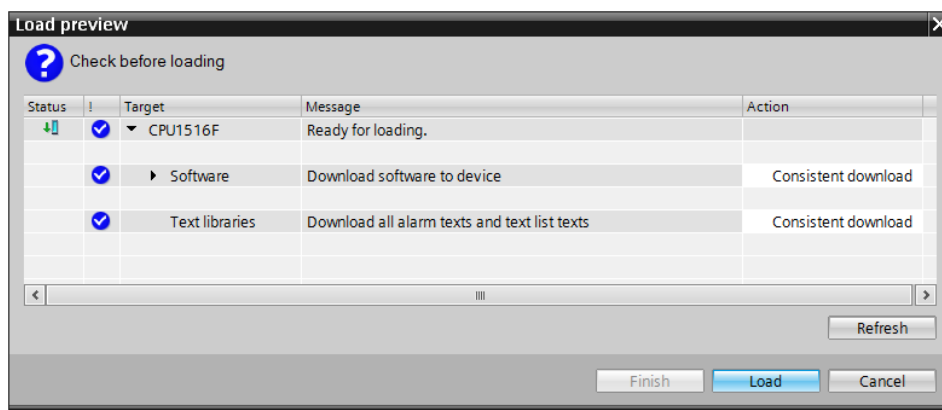 Load preview
Check before loading
Status ! Target Message Action
CPU1516F Ready for loading.
Software Download software to device Consistent download
Text libraries Download all alarm texts and text list texts Consistent download
Refresh
Finish Load Cancel